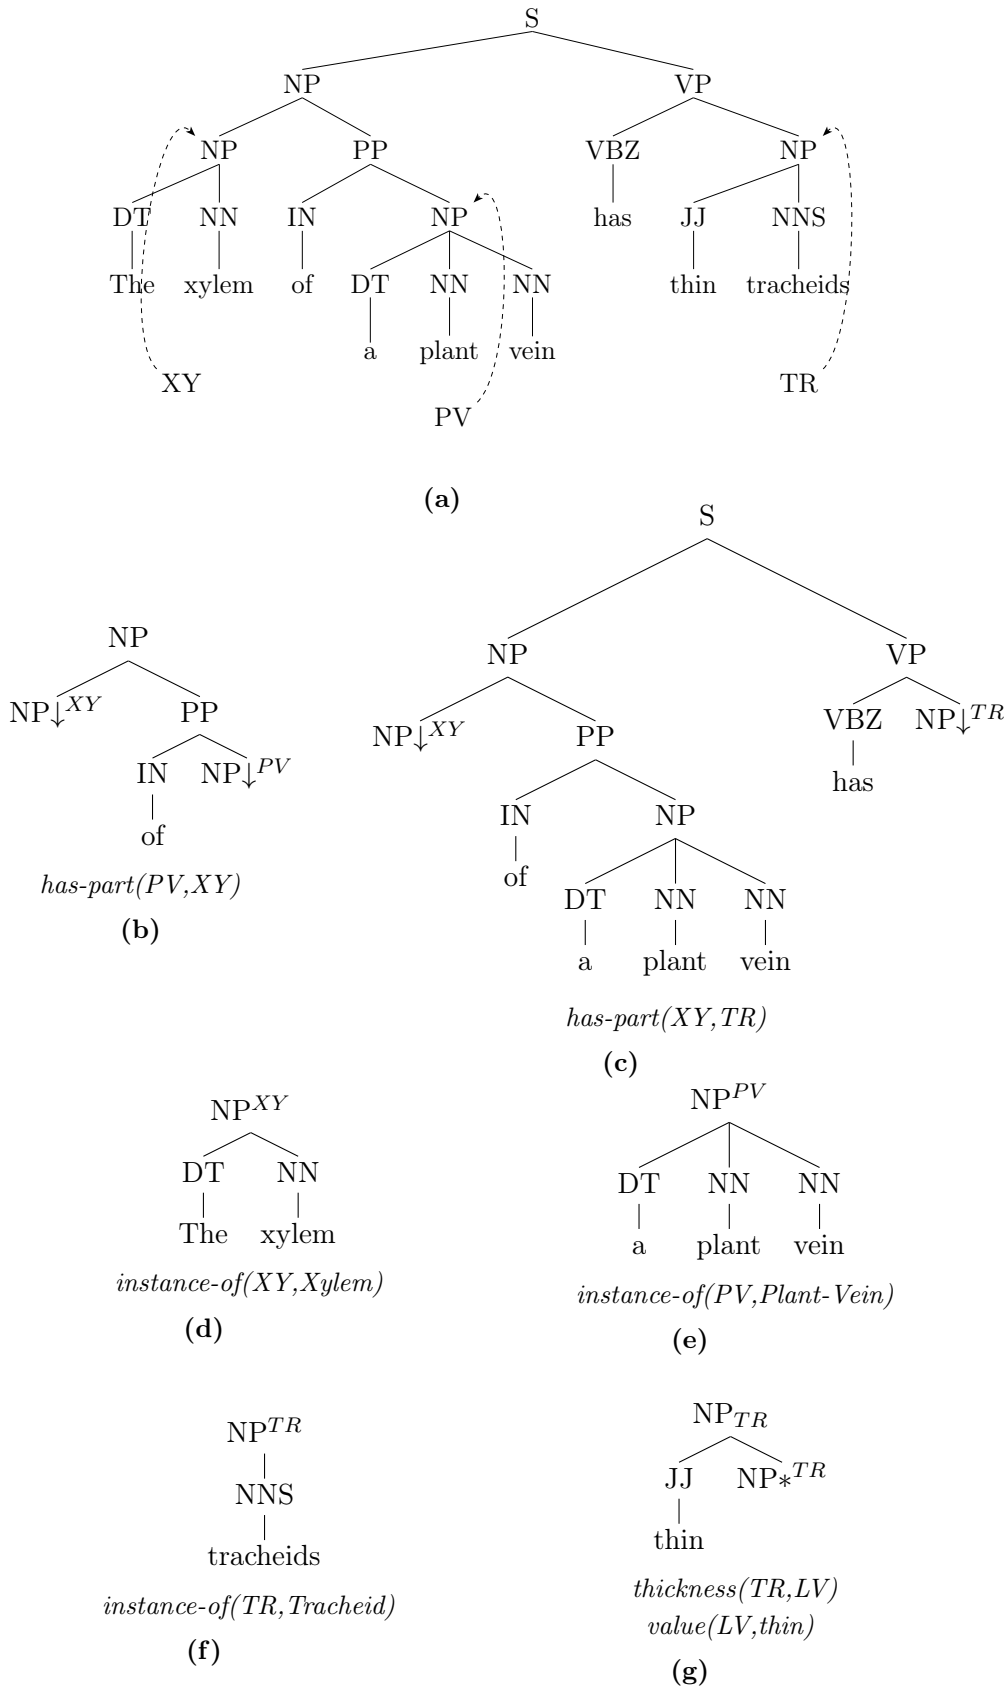 S
NP VP
NP PP VBZ NP
DT NN IN NP has JJ NNS
The xylem of DT NN NN thin tracheids
a plant vein
XY TR
PV
(a)
S
NP
NP↓XY PP
IN NP↓PV
of
has-part(PV,XY)
(b)
NP VP
NP↓XY PP VBZ NP↓TR
has
IN NP
of
DT NN NN
a plant vein
has-part(XY,TR)
(c)
NPXY
DT NN
The xylem
instance-of(XY,Xylem)
(d)
NPPV
DT NN NN
a plant vein
instance-of(PV,Plant-Vein)
(e)
NPTR
NNS
tracheids
instance-of(TR,Tracheid)
(f)
NPTR
JJ NP*TR
thin
thickness(TR,LV)
value(LV,thin)
(g)